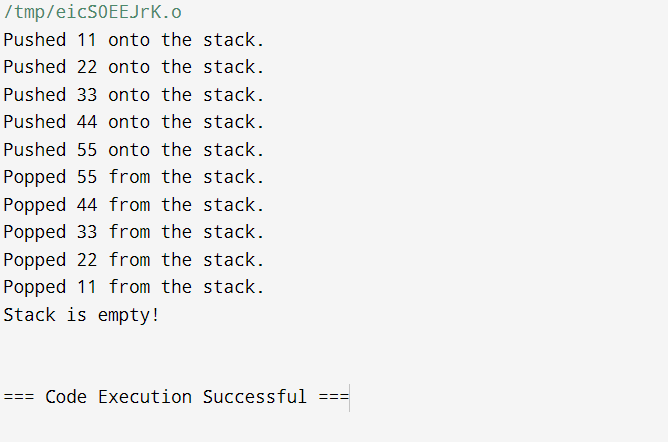 /tmp/eicS0EEJrK.o
Pushed 11 onto the stack.
Pushed 22 onto the stack.
Pushed 33 onto the stack.
Pushed 44 onto the stack.
Pushed 55 onto the stack.
Popped 55 from the stack.
Popped 44 from the stack.
Popped 33 from the stack.
Popped 22 from the stack.
Popped 11 from the stack.
Stack is empty!
=== Code Execution Successful ===